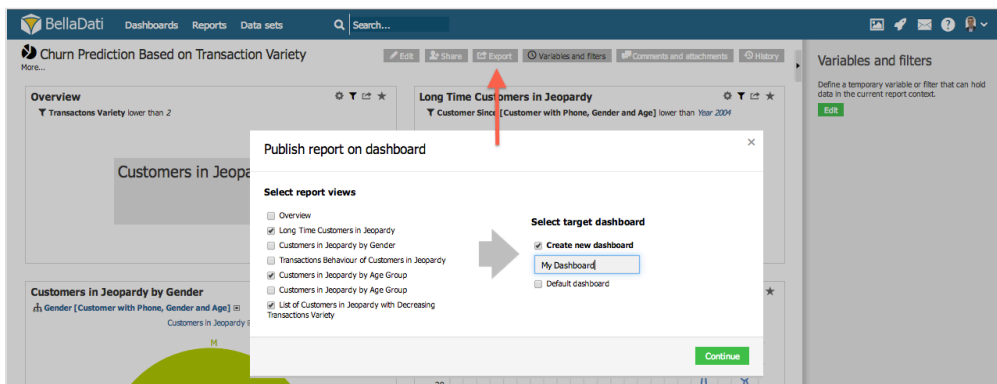 BellaDati Dashboards Reports Data sets Search...
Churn Prediction Based on Transaction Variety
More...
Edit Share Export Variables and filters Comments and attachments History
Variables and filters
Define a temporary variable or filter that can hold
data in the current report context.
Edit
Overview
Transactons Variety lower than 2
Long Time Customers in Jeopardy
Customer Since [Customer with Phone, Gender and Age] lower than Year 2004
Customers in Jeopa
Publish report on dashboard
Select report views
Overview
Long Time Customers in Jeopardy
Customers in Jeopardy by Gender
Transactions Behaviour of Customers in Jeopardy
Customers in Jeopardy by Age Group
Customers in Jeopardy by Age Group
List of Customers in Jeopardy with Decreasing
Transactions Variety
Select target dashboard
Create new dashboard
My Dashboard
Default dashboard
Continue
Customers in Jeopardy by Gender
Gender [Customer with Phone, Gender and Age]
Customers in Jeopardy
M